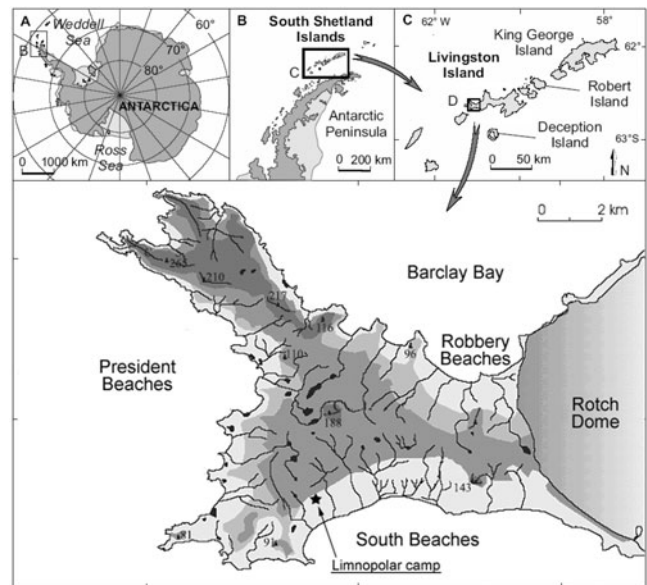 A
Weddell
Sea
60°
70°
80°
B
ANTARCTICA
Ross
Sea
0 1000 km
B
South Shetland
Islands
C
Antarctic
Peninsula
0 200 km
C
62° W
58°
King George
Island
62°
Livingston
Island
D
Robert
Island
Deception
Island
63°S
0 50 km
N
0 2 km
265
210
217
116
Barclay Bay
110
96
Robbery
Beaches
President
Beaches
Rotch
Dome
188
143
81
91
South Beaches
Limnopolar camp